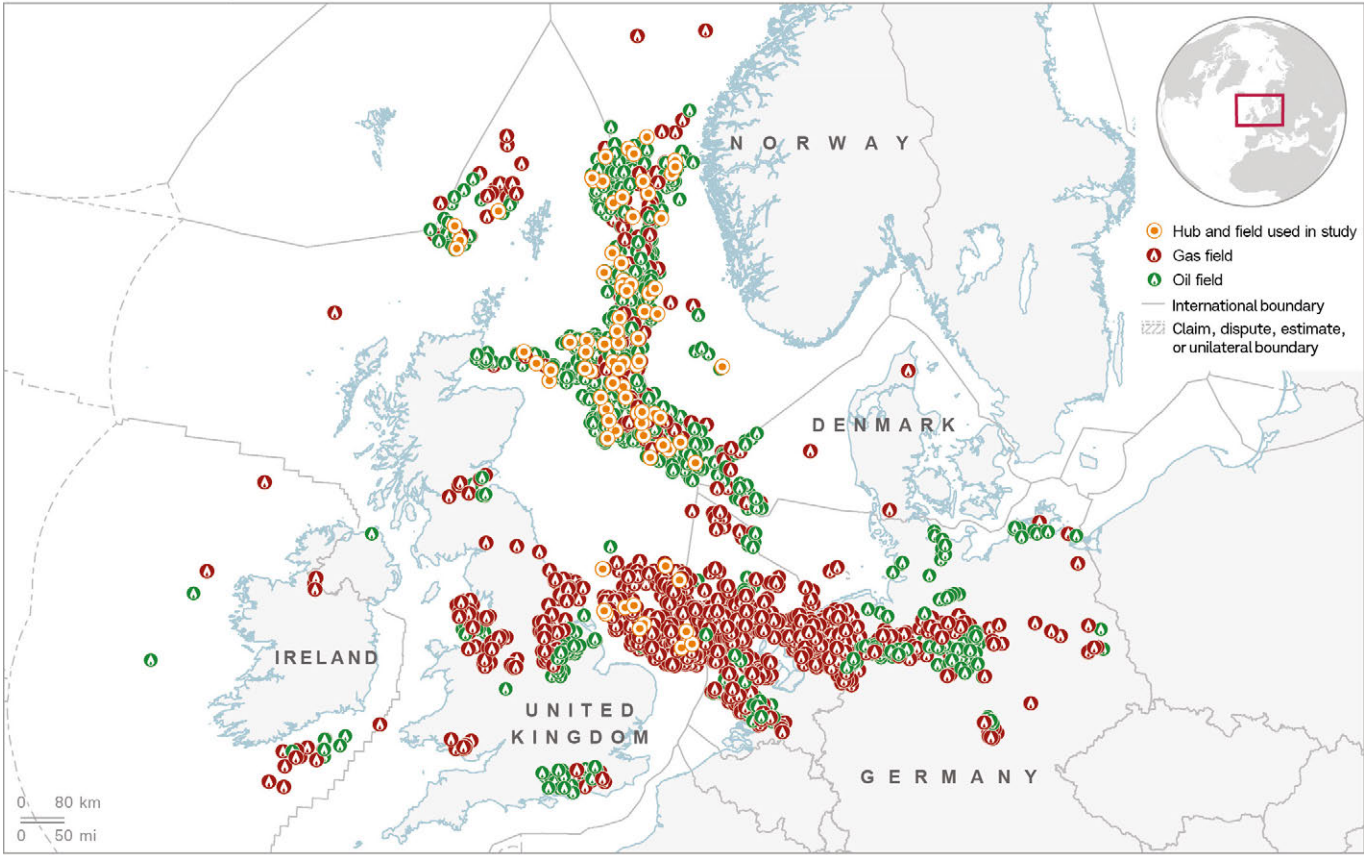 NORWAY
Hub and field used in study
Gas field
Oil field
International boundary
Claim, dispute, estimate,
or unilateral boundary
DENMARK
IRELAND
UNITED
KINGDOM
GERMANY
0 80 km
0 50 mi